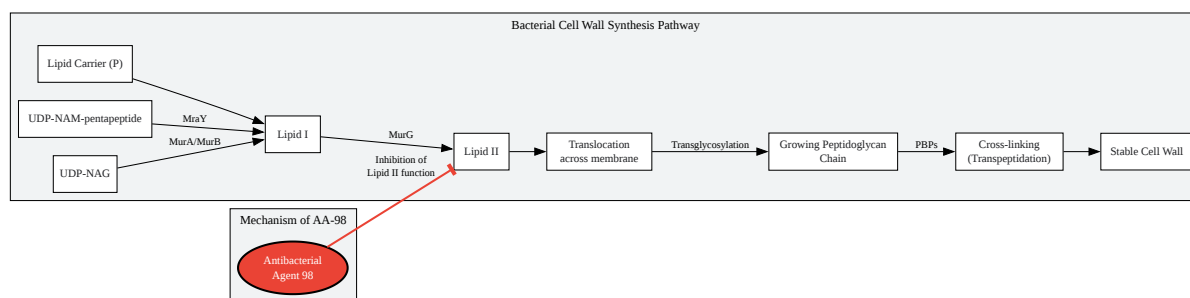 Bacterial Cell Wall Synthesis Pathway
Lipid Carrier (P)
UDP-NAM-pentapeptide
MraY
MurA/MurB
UDP-NAG
Lipid I
MurG
Inhibition of
Lipid II function
Lipid II
Translocation
across membrane
Transglycosylation
Growing Peptidoglycan
Chain
PBPs
Cross-linking
(Transpeptidation)
Stable Cell Wall
Mechanism of AA-98
Antibacterial
Agent 98